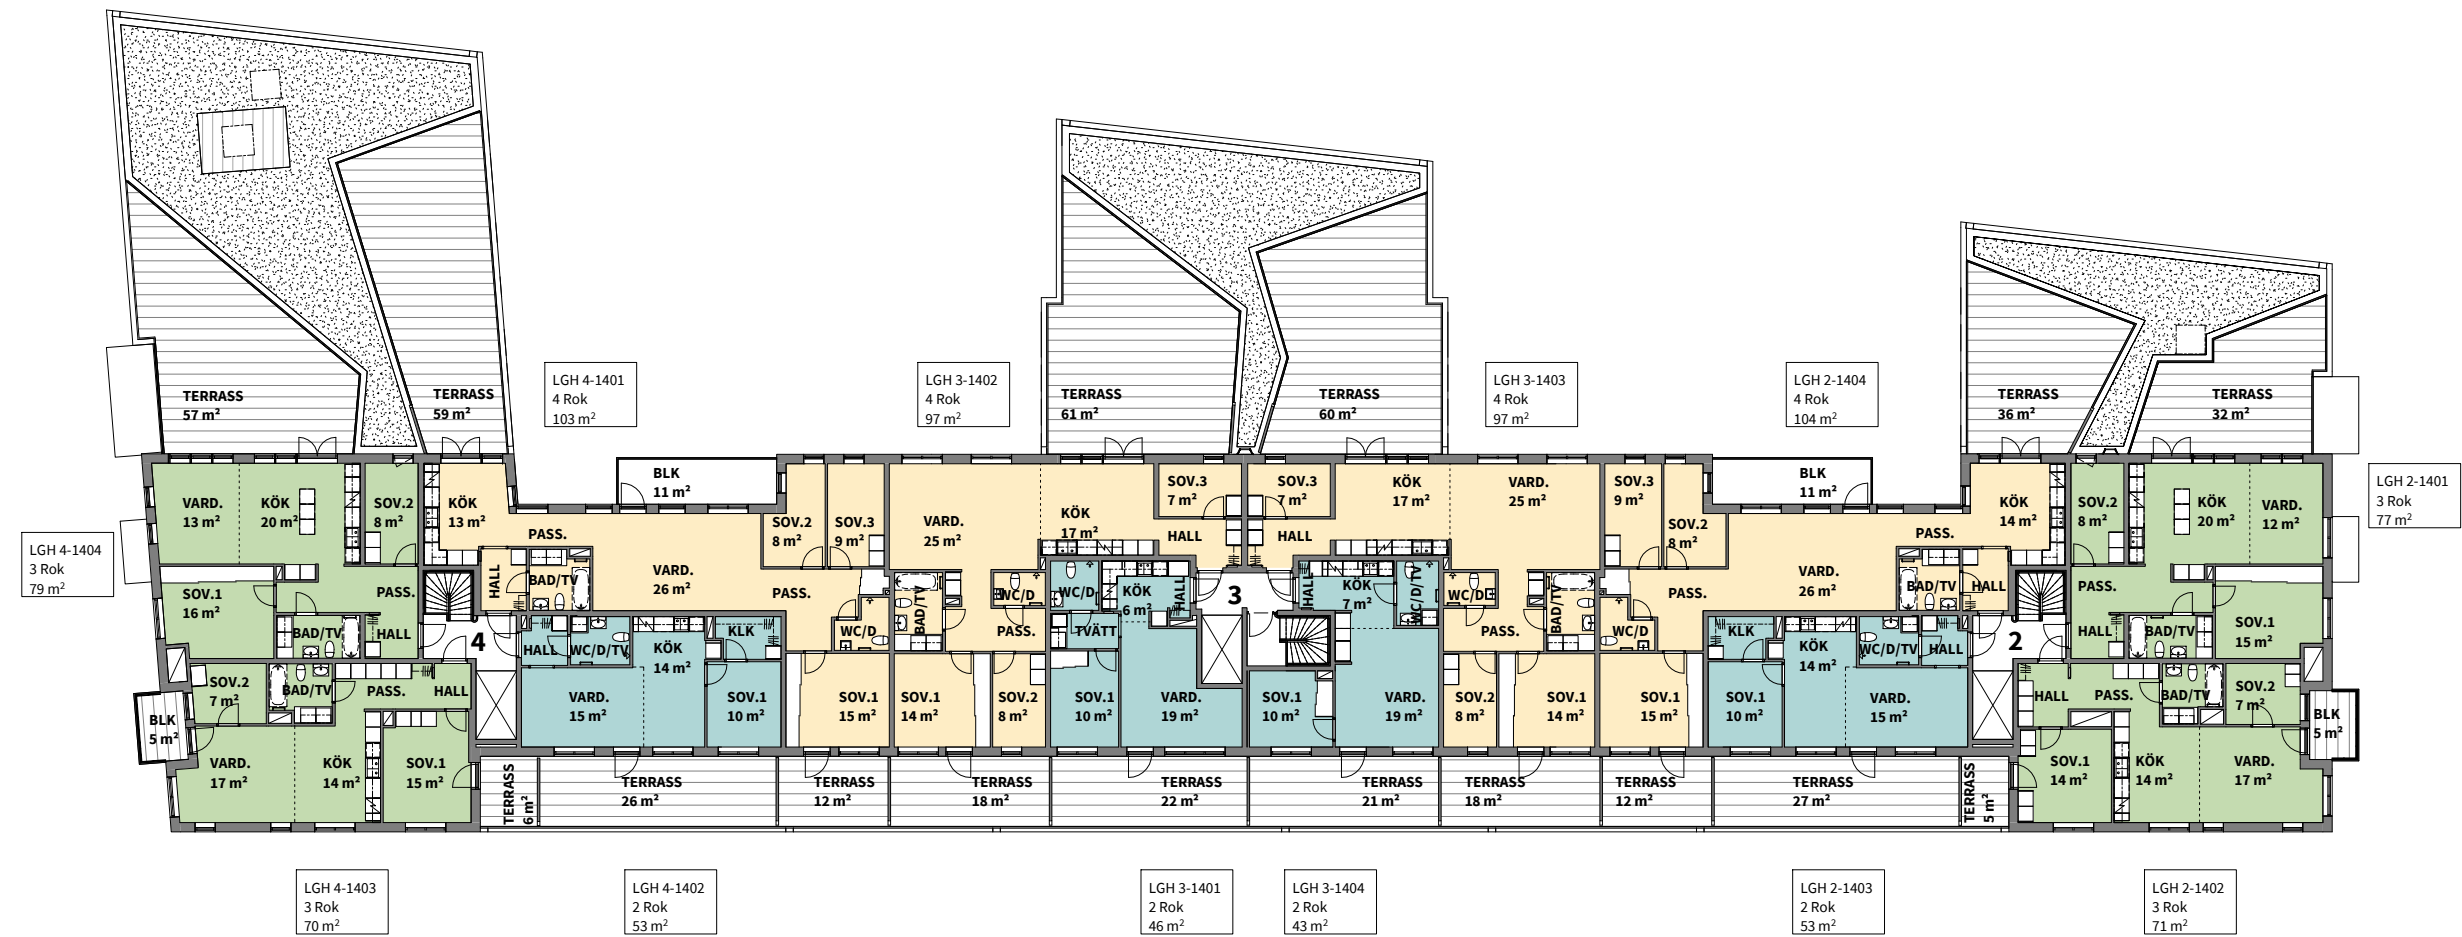 TERRASS
57 m²
TERRASS
59 m²
LGH 4-1401
4 Rok
103 m²
LGH 3-1402
4 Rok
97 m²
TERRASS
61 m²
TERRASS
60 m²
LGH 3-1403
4 Rok
97 m²
LGH 2-1404
4 Rok
104 m²
TERRASS
36 m²
TERRASS
32 m²
LGH 4-1404
3 Rok
79 m²
VARD.
13 m²
KÖK
20 m²
SOV.2
8 m²
KÖK
13 m²
PASS.
BLK
11 m²
SOV.2
8 m²
SOV.3
9 m²
VARD.
25 m²
KÖK
17 m²
SOV.3
7 m²
HALL
SOV.3
7 m²
HALL
KÖK
17 m²
VARD.
25 m²
SOV.3
9 m²
SOV.2
8 m²
BLK
11 m²
PASS.
KÖK
14 m²
SOV.2
8 m²
KÖK
20 m²
VARD.
12 m²
LGH 2-1401
3 Rok
77 m²
SOV.1
16 m²
PASS.
BAD/TV
HALL
4
HALL
BAD/TV
VARD.
26 m²
PASS.
WC/D
BAD/TV
WC/D
PASS.
WC/D
KÖK
6 m²
HALL
TVÄTT
3
HALL
KÖK
7 m²
WC/D/TV
WC/D
PASS.
BAD/TV
WC/D
PASS.
VARD.
26 m²
BAD/TV
HALL
2
PASS.
HALL
BAD/TV
SOV.1
15 m²
SOV.2
7 m²
BAD/TV
PASS.
HALL
BLK
5 m²
VARD.
17 m²
KÖK
14 m²
SOV.1
15 m²
HALL
WC/D/TV
KÖK
14 m²
KLK
VARD.
15 m²
SOV.1
10 m²
SOV.1
15 m²
SOV.1
14 m²
SOV.2
8 m²
SOV.1
10 m²
VARD.
19 m²
SOV.1
10 m²
VARD.
19 m²
SOV.2
8 m²
SOV.1
14 m²
SOV.1
15 m²
KLK
KÖK
14 m²
WC/D/TV
HALL
SOV.1
10 m²
VARD.
15 m²
HALL
PASS.
BAD/TV
SOV.2
7 m²
BLK
5 m²
SOV.1
14 m²
KÖK
14 m²
VARD.
17 m²
TERRASS
6 m²
TERRASS
26 m²
TERRASS
12 m²
TERRASS
18 m²
TERRASS
22 m²
TERRASS
21 m²
TERRASS
18 m²
TERRASS
12 m²
TERRASS
27 m²
TERRASS
5 m²
LGH 4-1403
3 Rok
70 m²
LGH 4-1402
2 Rok
53 m²
LGH 3-1401
2 Rok
46 m²
LGH 3-1404
2 Rok
43 m²
LGH 2-1403
2 Rok
53 m²
LGH 2-1402
3 Rok
71 m²